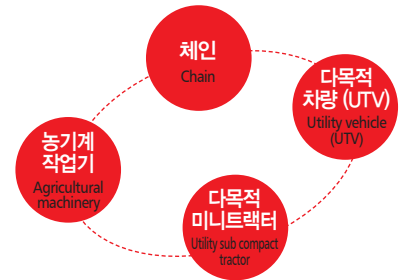 체인
Chain
다목적
차량 (UTV)
Utility vehicle
(UTV)
농기계
작업기
Agricultural
machinery
다목적
미니트랙터
Utility sub compact
tractor